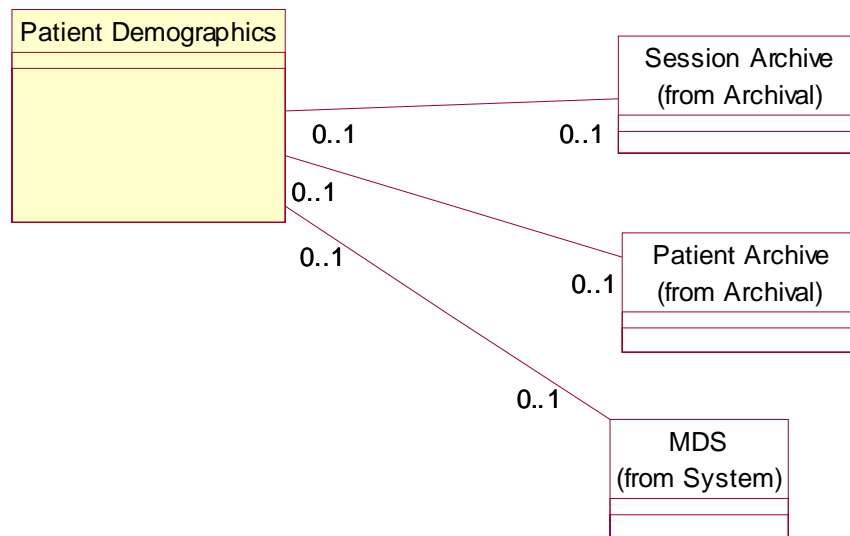 Patient Demographics
Session Archive
(from Archival)
0..1
0..1
0..1
Patient Archive
(from Archival)
0..1
0..1
0..1
MDS
(from System)